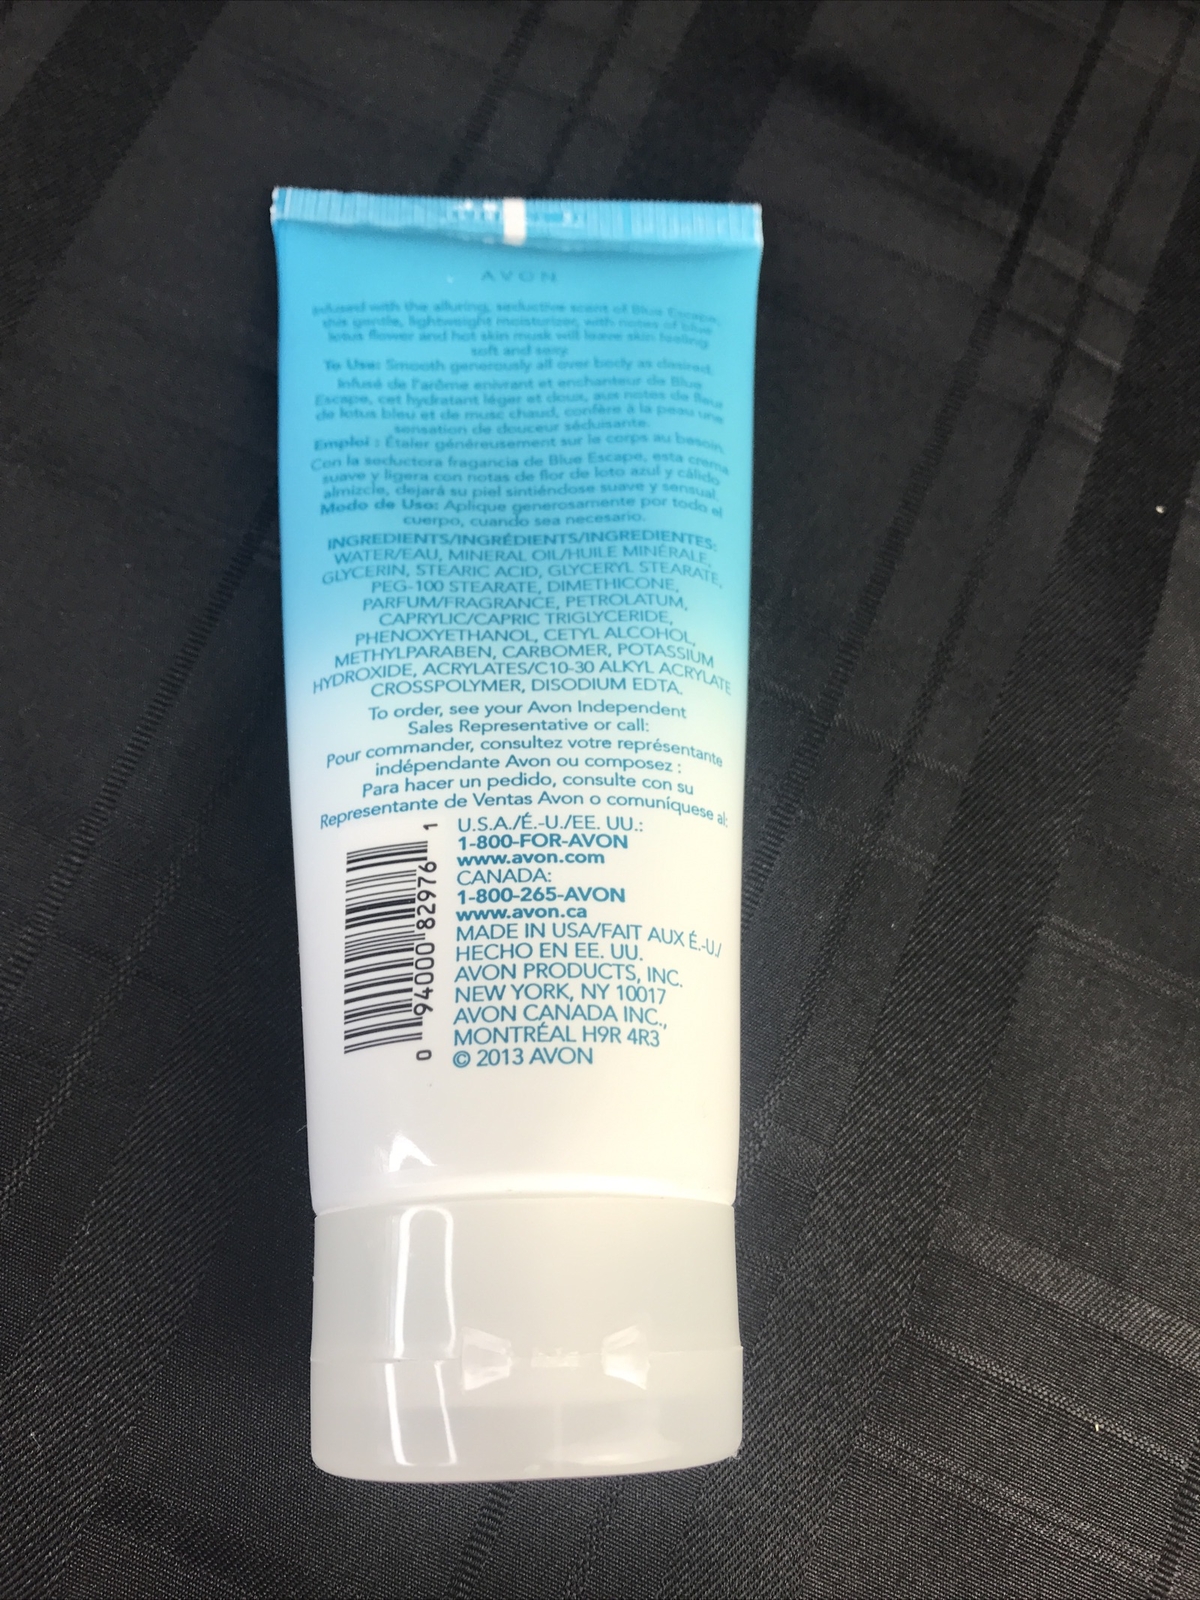 AVON
Infused with the alluring, seductive scent of Blue Escape,
this gentle, lightweight moisturizer, with notes of blue
lotus flower and hot skin musk will leave skin feeling
soft and sexy.
To Use: Smooth generously all over body as desired.
Infusé de l'arôme enivrant et enchanteur de Blue
Escape, cet hydratant léger et doux, aux notes de fleur
de lotus bleu et de musc chaud, confère à la peau une
sensation de douceur séduisante.
Emploi : Étaler généreusement sur le corps au besoin.
Con la seductora fragancia de Blue Escape, esta crema
suave y ligera con notas de flor de loto azul y cálido
almizcle, dejará su piel sintiéndose suave y sensual.
Modo de Uso: Aplique generosamente por todo el
cuerpo, cuando sea necesario.
INGREDIENTS/INGRÉDIENTS/INGREDIENTES:
WATER/EAU, MINERAL OIL/HUILE MINÉRALE,
GLYCERIN, STEARIC ACID, GLYCERYL STEARATE,
PEG-100 STEARATE, DIMETHICONE,
PARFUM/FRAGRANCE, PETROLATUM,
CAPRYLIC/CAPRIC TRIGLYCERIDE,
PHENOXYETHANOL, CETYL ALCOHOL,
METHYLPARABEN, CARBOMER, POTASSIUM
HYDROXIDE, ACRYLATES/C10-30 ALKYL ACRYLATE
CROSSPOLYMER, DISODIUM EDTA.
To order, see your Avon Independent
Sales Representative or call:
Pour commander, consultez votre représentante
indépendante Avon ou composez :
Para hacer un pedido, consulte con su
Representante de Ventas Avon o comuníquese al:
U.S.A./É.-U./EE. UU.:
1-800-FOR-AVON
www.avon.com
CANADA:
1-800-265-AVON
www.avon.ca
MADE IN USA/FAIT AUX É.-U./
HECHO EN EE. UU.
AVON PRODUCTS, INC.
NEW YORK, NY 10017
AVON CANADA INC.,
MONTRÉAL H9R 4R3
© 2013 AVON
0 94000 82976 1